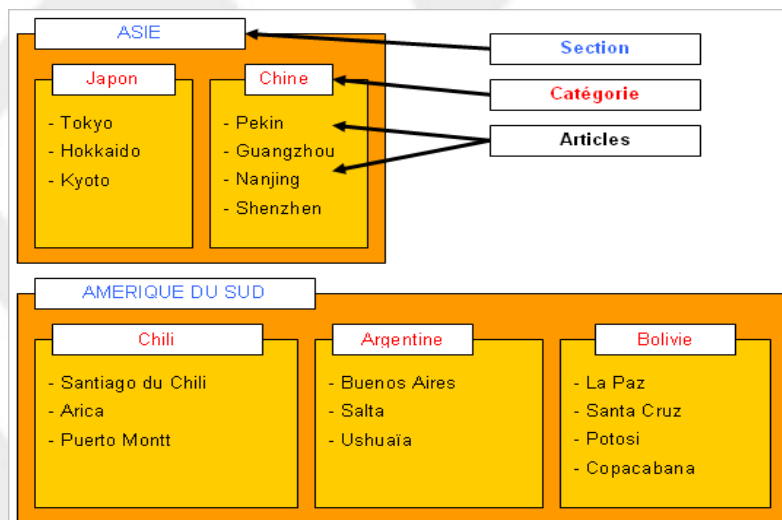 ASIE
Section
Japon
Chine
Catégorie
- Tokyo
- Hokkaido
- Kyoto
- Pekin
- Guangzhou
- Nanjing
- Shenzhen
Articles
AMERIQUE DU SUD
Chili
Argentine
Bolivie
- Santiago du Chili
- Arica
- Puerto Montt
- Buenos Aires
- Salta
- Ushuaïa
- La Paz
- Santa Cruz
- Potosi
- Copacabana